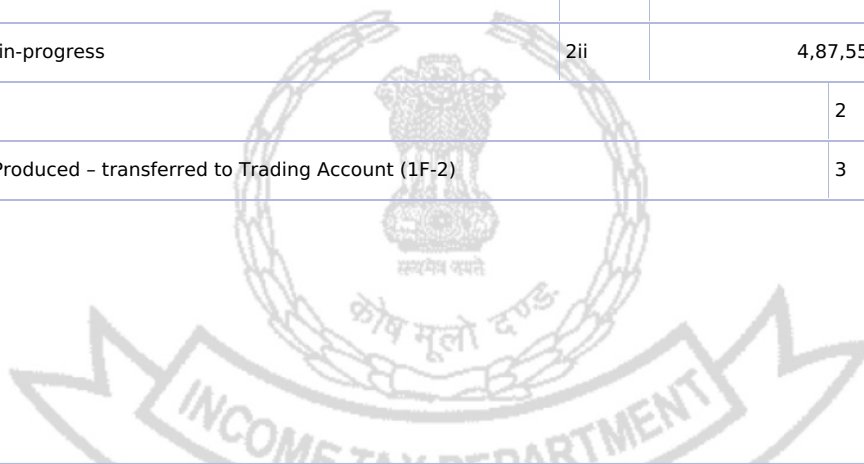 in-progress 2ii 4,87,55
2
Produced – transferred to Trading Account (1F-2) 3
सत्यमेव जयते
कोष मूलो दण्ड
INCOME TAX DEPARTMENT